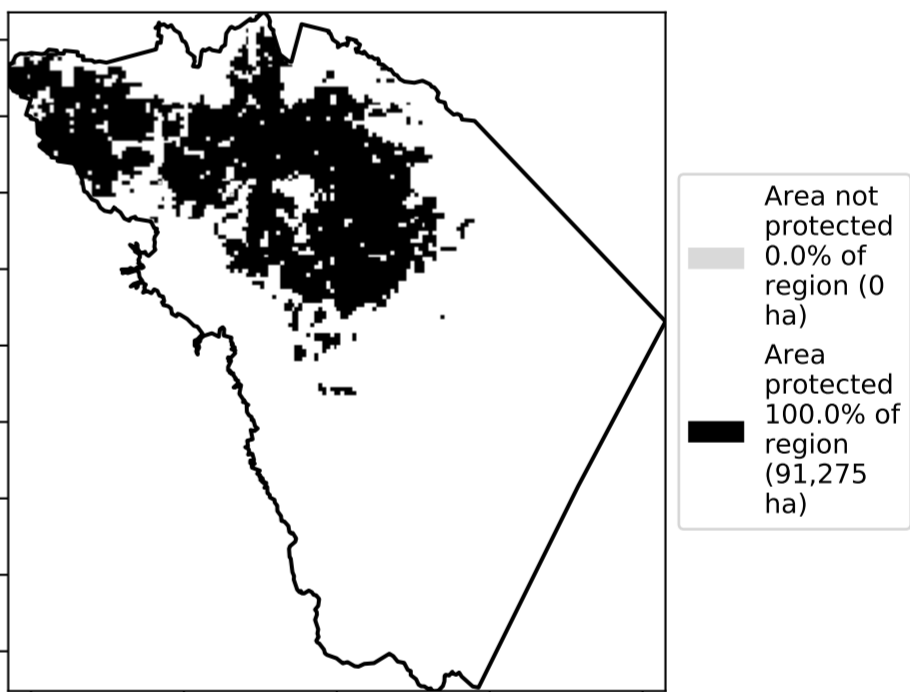 Area not
protected
0.0% of
region (0
ha)
Area
protected
100.0% of
region
(91,275
ha)